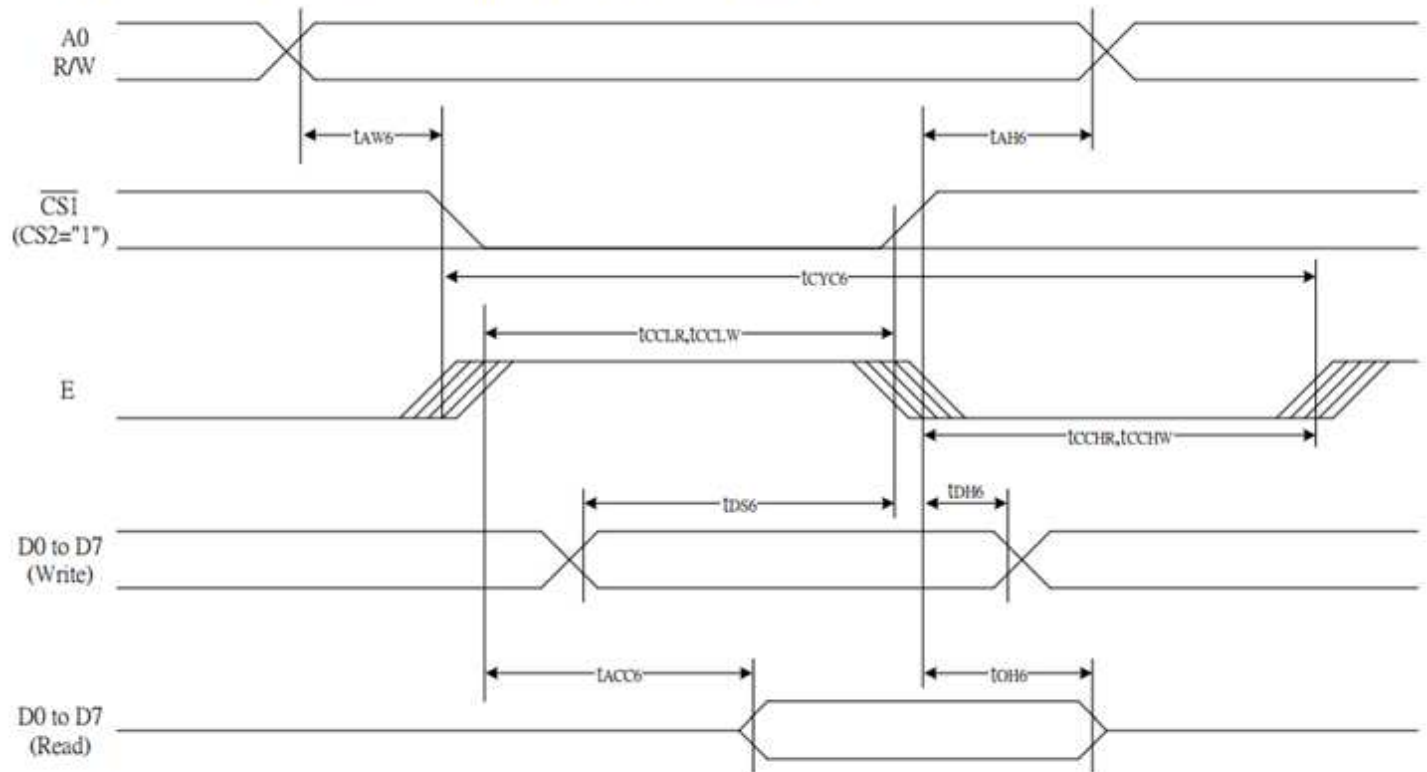 A0
R/W
tAW6
tAH6
CS1
(CS2="1")
tCYC6
tCCLR,tCCLW
E
tCCHR,tCCHW
tDS6
tDH6
D0 to D7
(Write)
tACC6
tOH6
D0 to D7
(Read)